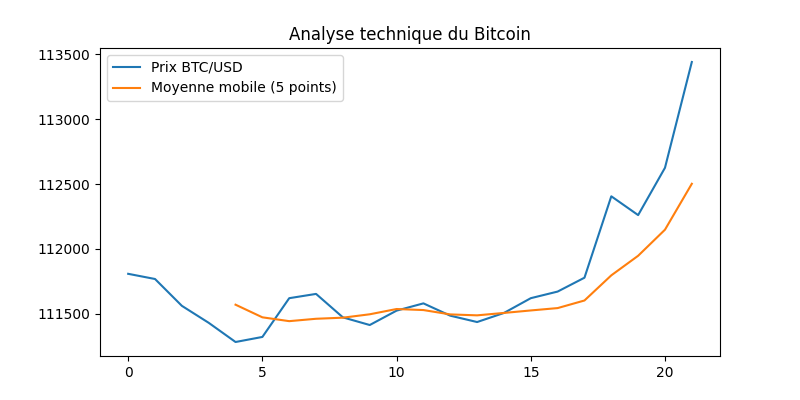 Analyse technique du Bitcoin
Prix BTC/USD
Moyenne mobile (5 points)
113500
113000
112500
112000
111500
0 5 10 15 20